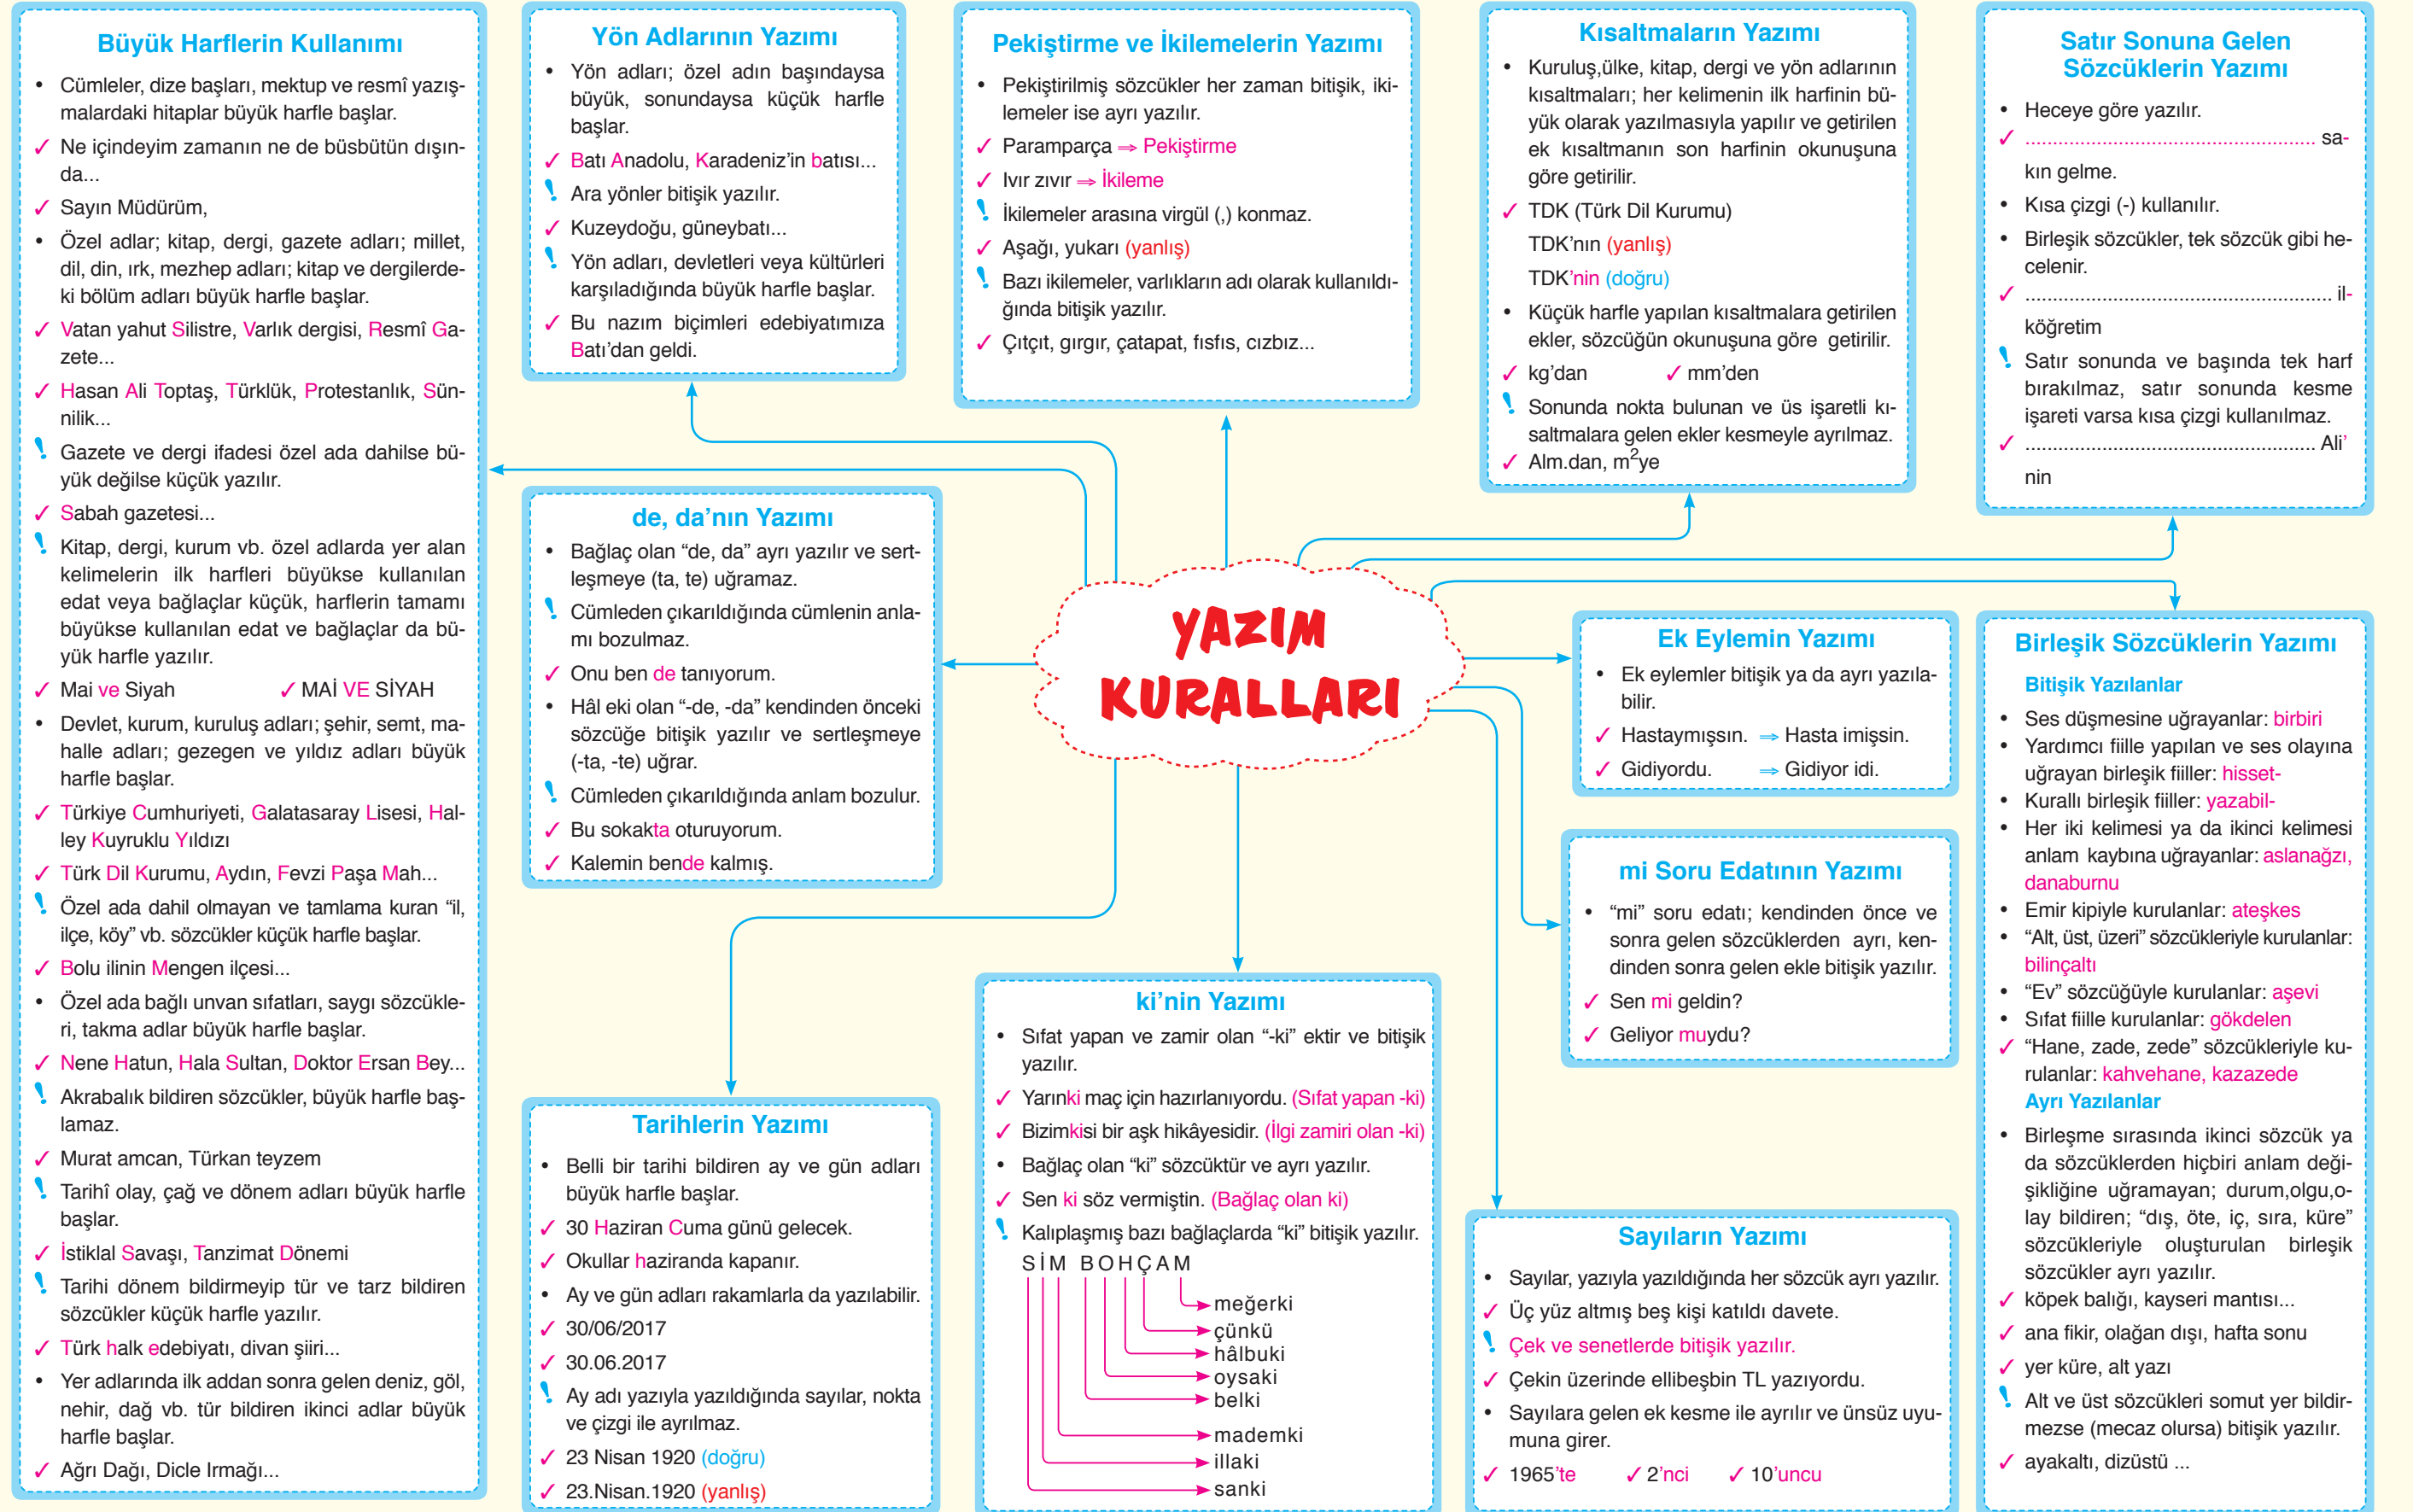 Büyük Harflerin Kullanımı
• Cümleler, dize başları, mektup ve resmî yazış-
malardaki hitaplar büyük harfle başlar.
✓ Ne içindeyim zamanın ne de büsbütün dışın-
da...
✓ Sayın Müdürüm,
• Özel adlar; kitap, dergi, gazete adları; millet,
dil, din, ırk, mezhep adları; kitap ve dergilerde-
ki bölüm adları büyük harfle başlar.
✓ Vatan yahut Silistre, Varlık dergisi, Resmî Ga-
zete...
✓ Hasan Ali Toptaş, Türklük, Protestanlık, Sün-
nilik...
! Gazete ve dergi ifadesi özel ada dahilse bü-
yük değilse küçük yazılır.
✓ Sabah gazetesi...
! Kitap, dergi, kurum vb. özel adlarda yer alan
kelimelerin ilk harfleri büyükse kullanılan
edat veya bağlaçlar küçük, harflerin tamamı
büyükse kullanılan edat ve bağlaçlar da bü-
yük harfle yazılır.
✓ Mai ve Siyah ✓ MAİ VE SİYAH
• Devlet, kurum, kuruluş adları; şehir, semt, ma-
halle adları; gezegen ve yıldız adları büyük
harfle başlar.
✓ Türkiye Cumhuriyeti, Galatasaray Lisesi, Hal-
ley Kuyruklu Yıldızı
✓ Türk Dil Kurumu, Aydın, Fevzi Paşa Mah...
! Özel ada dahil olmayan ve tamlama kuran “il,
ilçe, köy” vb. sözcükler küçük harfle başlar.
✓ Bolu ilinin Mengen ilçesi...
• Özel ada bağlı unvan sıfatları, saygı sözcükle-
ri, takma adlar büyük harfle başlar.
✓ Nene Hatun, Hala Sultan, Doktor Ersan Bey...
! Akrabalık bildiren sözcükler, büyük harfle baş-
lamaz.
✓ Murat amcan, Türkan teyzem
! Tarihî olay, çağ ve dönem adları büyük harfle
başlar.
✓ İstiklal Savaşı, Tanzimat Dönemi
! Tarihi dönem bildirmeyip tür ve tarz bildiren
sözcükler küçük harfle yazılır.
✓ Türk halk edebiyatı, divan şiiri...
• Yer adlarında ilk addan sonra gelen deniz, göl,
nehir, dağ vb. tür bildiren ikinci adlar büyük
harfle başlar.
✓ Ağrı Dağı, Dicle Irmağı...
Yön Adlarının Yazımı
• Yön adları; özel adın başındaysa
büyük, sonundaysa küçük harfle
başlar.
✓ Batı Anadolu, Karadeniz’in batısı...
! Ara yönler bitişik yazılır.
✓ Kuzeydoğu, güneybatı...
! Yön adları, devletleri veya kültürleri
karşıladığında büyük harfle başlar.
✓ Bu nazım biçimleri edebiyatımıza
Batı’dan geldi.
Pekiştirme ve İkilemelerin Yazımı
• Pekiştirilmiş sözcükler her zaman bitişik, iki-
lemeler ise ayrı yazılır.
✓ Paramparça ⇒ Pekiştirme
✓ Ivır zıvır ⇒ İkileme
! İkilemeler arasına virgül (,) konmaz.
✓ Aşağı, yukarı (yanlış)
! Bazı ikilemeler, varlıkların adı olarak kullanıldı-
ğında bitişik yazılır.
✓ Çıtçıt, gırgır, çatapat, fısfıs, cızbız...
Kısaltmaların Yazımı
• Kuruluş,ülke, kitap, dergi ve yön adlarının
kısaltmaları; her kelimenin ilk harfinin bü-
yük olarak yazılmasıyla yapılır ve getirilen
ek kısaltmanın son harfinin okunuşuna
göre getirilir.
✓ TDK (Türk Dil Kurumu)
TDK’nın (yanlış)
TDK’nin (doğru)
• Küçük harfle yapılan kısaltmalara getirilen
ekler, sözcüğün okunuşuna göre getirilir.
✓ kg’dan ✓ mm’den
! Sonunda nokta bulunan ve üs işaretli kı-
saltmalara gelen ekler kesmeyle ayrılmaz.
✓ Alm.dan, m²ye
Satır Sonuna Gelen
Sözcüklerin Yazımı
• Heceye göre yazılır.
✓ .................................................. sa-
kın gelme.
• Kısa çizgi (-) kullanılır.
• Birleşik sözcükler, tek sözcük gibi he-
celenir.
✓ ..................................................... il-
köğretim
! Satır sonunda ve başında tek harf
bırakılmaz, satır sonunda kesme
işareti varsa kısa çizgi kullanılmaz.
✓ .................................................. Ali’
nin
de, da’nın Yazımı
• Bağlaç olan “de, da” ayrı yazılır ve sert-
leşmeye (ta, te) uğramaz.
! Cümleden çıkarıldığında cümlenin anla-
mı bozulmaz.
✓ Onu ben de tanıyorum.
• Hâl eki olan “-de, -da” kendinden önceki
sözcüğe bitişik yazılır ve sertleşmeye
(-ta, -te) uğrar.
! Cümleden çıkarıldığında anlam bozulur.
✓ Bu sokakta oturuyorum.
✓ Kalemin bende kalmış.
YAZIM
KURALLARI
Ek Eylemin Yazımı
• Ek eylemler bitişik ya da ayrı yazıla-
bilir.
✓ Hastaymışsın. ⇒ Hasta imişsin.
✓ Gidiyordu. ⇒ Gidiyor idi.
mi Soru Edatının Yazımı
• “mi” soru edatı; kendinden önce ve
sonra gelen sözcüklerden ayrı, ken-
dinden sonra gelen ekle bitişik yazılır.
✓ Sen mi geldin?
✓ Geliyor muydu?
Birleşik Sözcüklerin Yazımı
Bitişik Yazılanlar
• Ses düşmesine uğrayanlar: birbiri
• Yardımcı fiille yapılan ve ses olayına
uğrayan birleşik fiiller: hisset-
• Kurallı birleşik fiiller: yazabil-
• Her iki kelimesi ya da ikinci kelimesi
anlam kaybına uğrayanlar: aslanağzı,
danaburnu
• Emir kipiyle kurulanlar: ateşkes
• “Alt, üst, üzeri” sözcükleriyle kurulanlar:
bilinçaltı
• “Ev” sözcüğüyle kurulanlar: aşevi
• Sıfat fiille kurulanlar: gökdelen
✓ “Hane, zade, zede” sözcükleriyle ku-
rulanlar: kahvehane, kazazede
Ayrı Yazılanlar
• Birleşme sırasında ikinci sözcük ya
da sözcüklerden hiçbiri anlam deği-
şikliğine uğramayan; durum,olgu,o-
lay bildiren; “dış, öte, iç, sıra, küre”
sözcükleriyle oluşturulan birleşik
sözcükler ayrı yazılır.
✓ köpek balığı, kayseri mantısı...
✓ ana fikir, olağan dışı, hafta sonu
✓ yer küre, alt yazı
! Alt ve üst sözcükleri somut yer bildir-
mezse (mecaz olursa) bitişik yazılır.
✓ ayakaltı, dizüstü ...
Tarihlerin Yazımı
• Belli bir tarihi bildiren ay ve gün adları
büyük harfle başlar.
✓ 30 Haziran Cuma günü gelecek.
✓ Okullar haziranda kapanır.
• Ay ve gün adları rakamlarla da yazılabilir.
✓ 30/06/2017
✓ 30.06.2017
! Ay adı yazıyla yazıldığında sayılar, nokta
ve çizgi ile ayrılmaz.
✓ 23 Nisan 1920 (doğru)
✓ 23.Nisan.1920 (yanlış)
ki’nin Yazımı
• Sıfat yapan ve zamir olan “-ki” ektir ve bitişik
yazılır.
✓ Yarınki maç için hazırlanıyordu. (Sıfat yapan -ki)
✓ Bizimkisi bir aşk hikâyesidir. (İlgi zamiri olan -ki)
• Bağlaç olan “ki” sözcüktür ve ayrı yazılır.
✓ Sen ki söz vermiştin. (Bağlaç olan ki)
! Kalıplaşmış bazı bağlaçlarda “ki” bitişik yazılır.
SİM BOHÇAM
meğerki
çünkü
hâlbuki
oysaki
belki
mademki
illaki
sanki
Sayıların Yazımı
• Sayılar, yazıyla yazıldığında her sözcük ayrı yazılır.
✓ Üç yüz altmış beş kişi katıldı davete.
! Çek ve senetlerde bitişik yazılır.
✓ Çekin üzerinde ellibeşbin TL yazıyordu.
• Sayılara gelen ek kesme ile ayrılır ve ünsüz uyu-
muna girer.
✓ 1965’te ✓ 2’nci ✓ 10’uncu